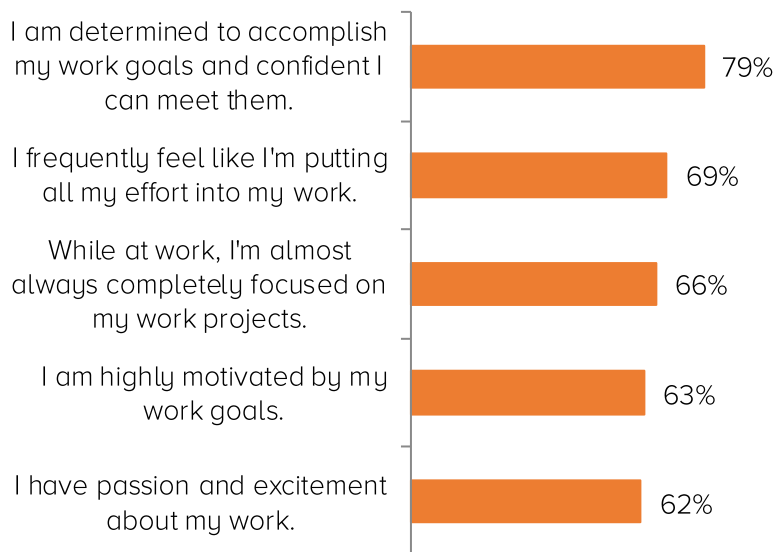 I am determined to accomplish
my work goals and confident I
can meet them.
79%
I frequently feel like I'm putting
all my effort into my work.
69%
While at work, I'm almost
always completely focused on
my work projects.
66%
I am highly motivated by my
work goals.
63%
I have passion and excitement
about my work.
62%